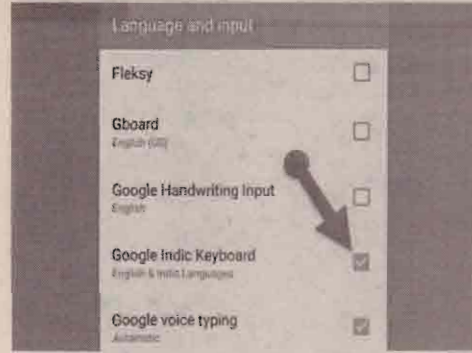 Language and input
Fleksy
Gboard
English (US)
Google Handwriting Input
English
Google Indic Keyboard
English & Indic Languages
Google voice typing
Automatic